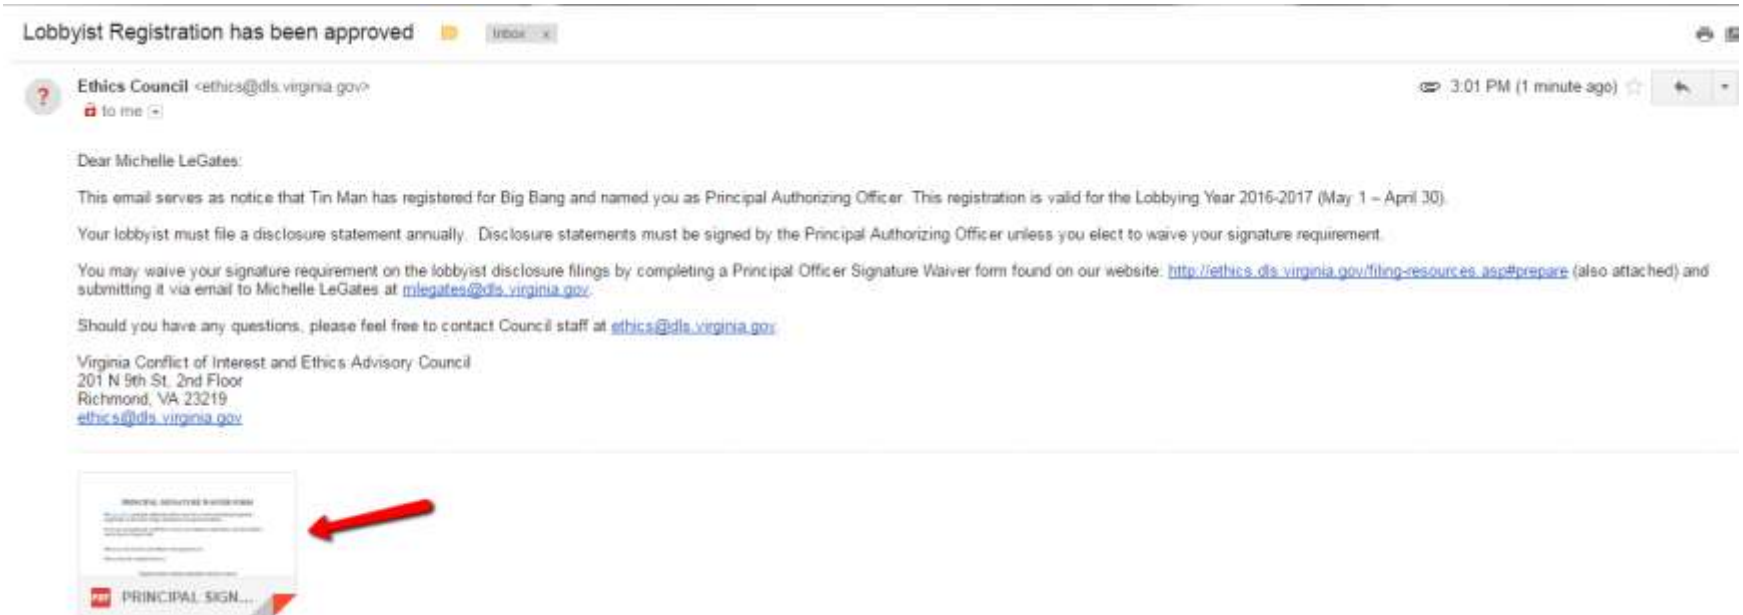 Lobbyist Registration has been approved
Inbox x
Ethics Council <ethics@dls.virginia.gov>
3:01 PM (1 minute ago)
to me
Dear Michelle LeGates:
This email serves as notice that Tin Man has registered for Big Bang and named you as Principal Authorizing Officer. This registration is valid for the Lobbying Year 2016-2017 (May 1 – April 30).
Your lobbyist must file a disclosure statement annually. Disclosure statements must be signed by the Principal Authorizing Officer unless you elect to waive your signature requirement.
You may waive your signature requirement on the lobbyist disclosure filings by completing a Principal Officer Signature Waiver form found on our website: http://ethics.dls.virginia.gov/filing-resources.asp#prepare (also attached) and
submitting it via email to Michelle LeGates at mlegates@dls.virginia.gov.
Should you have any questions, please feel free to contact Council staff at ethics@dls.virginia.gov.
Virginia Conflict of Interest and Ethics Advisory Council
201 N 9th St, 2nd Floor
Richmond, VA 23219
ethics@dls.virginia.gov
PRINCIPAL SIGNATURE WAIVER FORM
PDF PRINCIPAL SIGN...